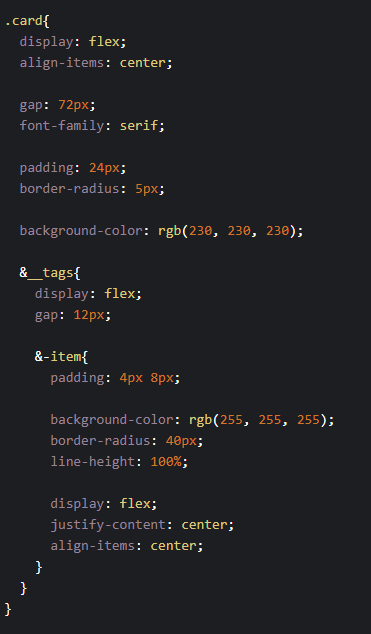 .card{
display: flex;
align-items: center;
gap: 72px;
font-family: serif;
padding: 24px;
border-radius: 5px;
background-color: rgb(230, 230, 230);
&__tags{
display: flex;
gap: 12px;
&-item{
padding: 4px 8px;
background-color: rgb(255, 255, 255);
border-radius: 40px;
line-height: 100%;
display: flex;
justify-content: center;
align-items: center;
}
}
}